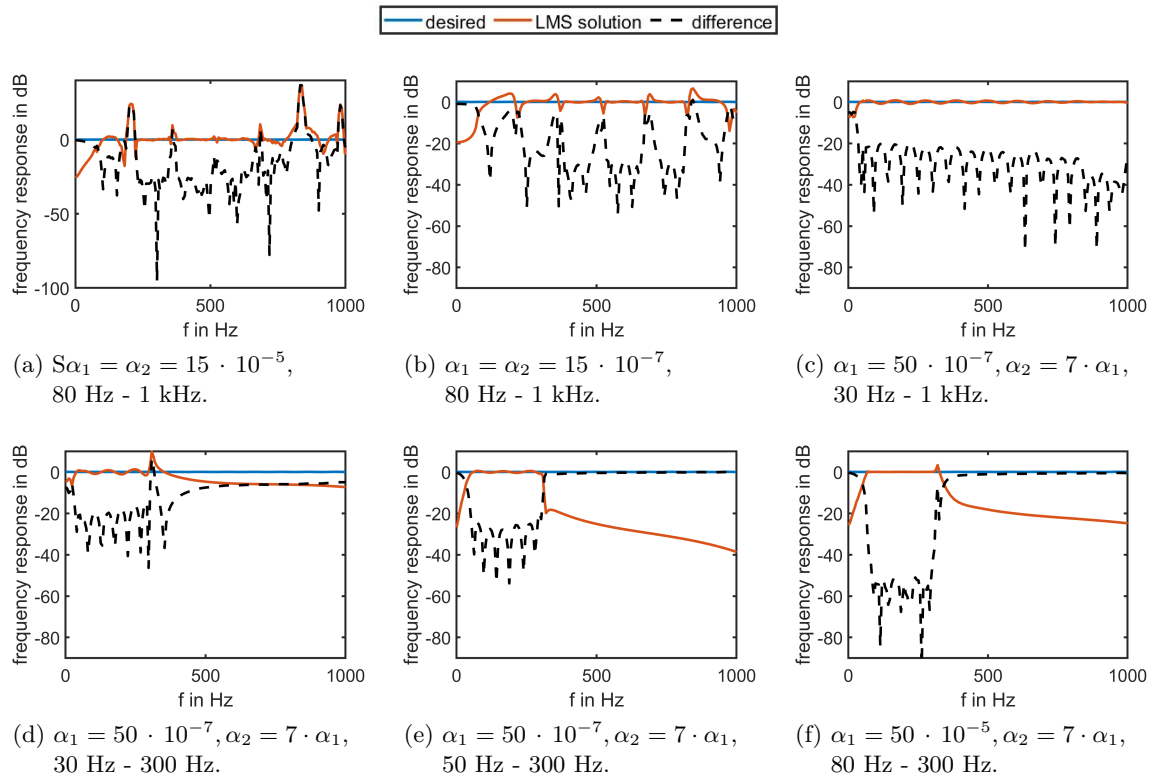 desired LMS solution difference
frequency response in dB
0
-50
-100
0 500 1000
f in Hz
(a) Sα₁ = α₂ = 15 · 10⁻⁵,
80 Hz - 1 kHz.
frequency response in dB
0
-20
-40
-60
-80
0 500 1000
f in Hz
(b) α₁ = α₂ = 15 · 10⁻⁷,
80 Hz - 1 kHz.
frequency response in dB
0
-20
-40
-60
-80
0 500 1000
f in Hz
(c) α₁ = 50 · 10⁻⁷, α₂ = 7 · α₁,
30 Hz - 1 kHz.
frequency response in dB
0
-20
-40
-60
-80
0 500 1000
f in Hz
(d) α₁ = 50 · 10⁻⁷, α₂ = 7 · α₁,
30 Hz - 300 Hz.
frequency response in dB
0
-20
-40
-60
-80
0 500 1000
f in Hz
(e) α₁ = 50 · 10⁻⁷, α₂ = 7 · α₁,
50 Hz - 300 Hz.
frequency response in dB
0
-20
-40
-60
-80
0 500 1000
f in Hz
(f) α₁ = 50 · 10⁻⁵, α₂ = 7 · α₁,
80 Hz - 300 Hz.